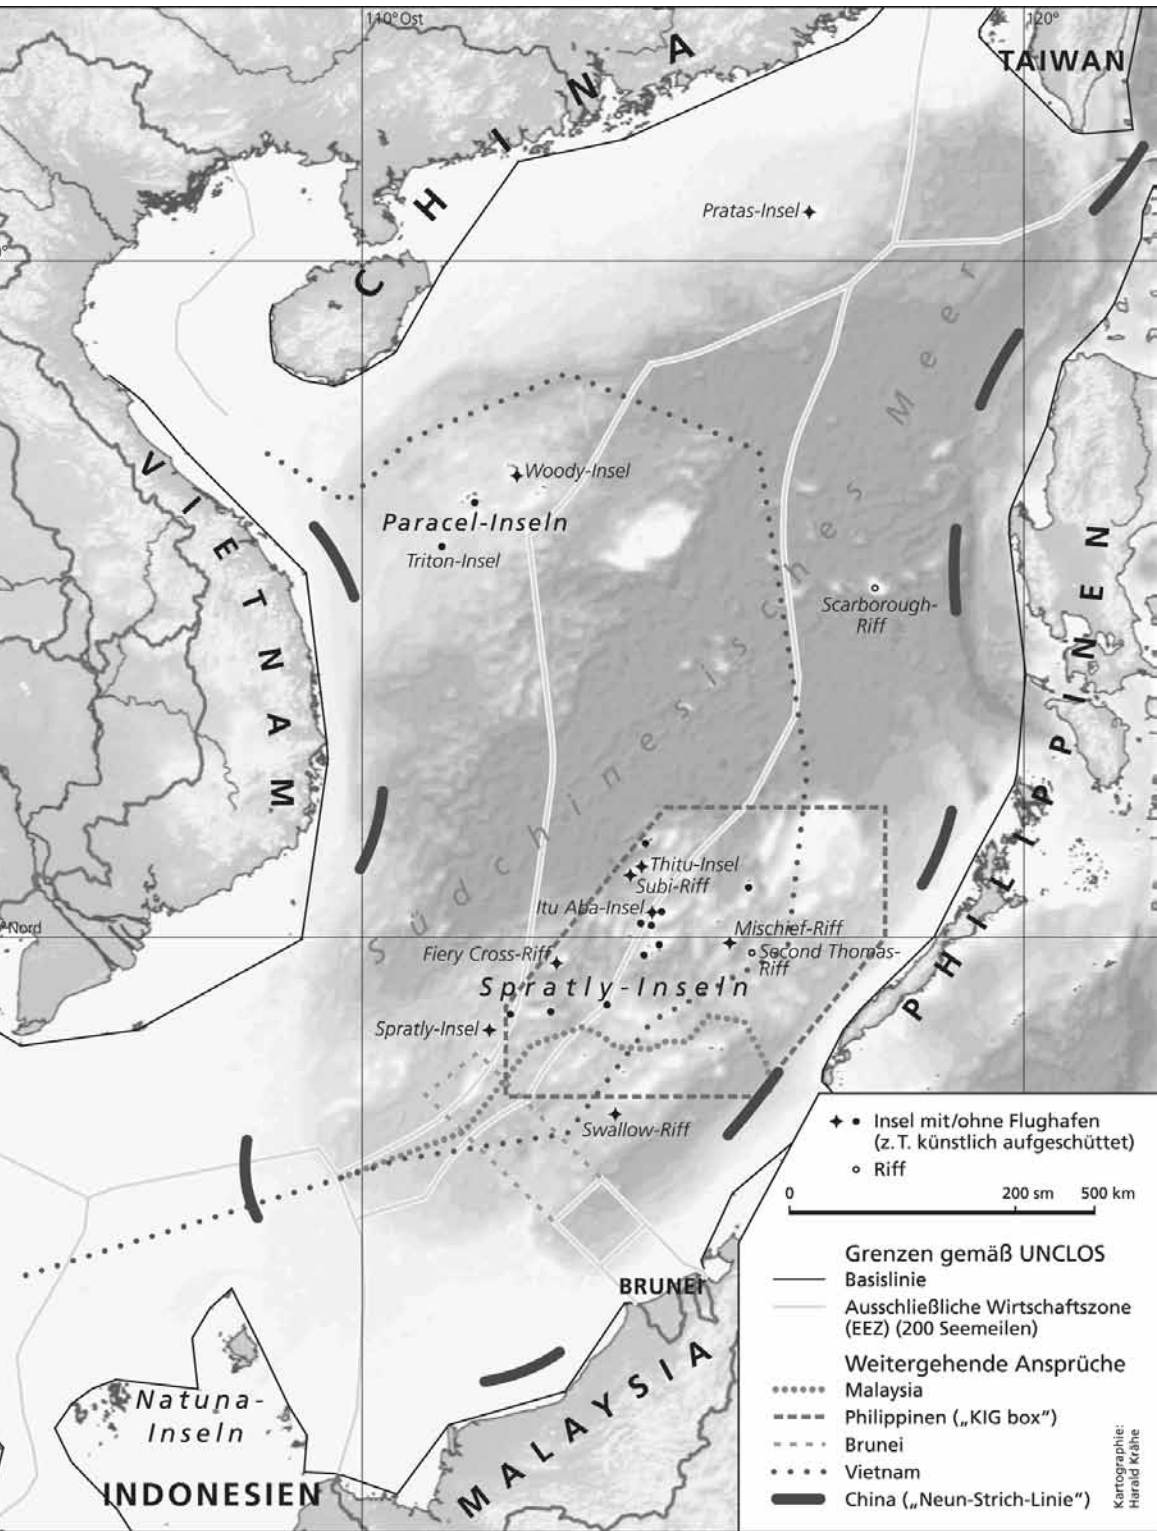 110° Ost
120°
TAIWAN
CHINA
Pratas-Insel
Südchinesisches Meer
Woody-Insel
Paracel-Inseln
Triton-Insel
VIETNAM
Scarborough-
Riff
PHILIPPINEN
Thitu-Insel
Subi-Riff
Itu Aba-Insel
Nord
Mischief-Riff
Fiery Cross-Riff
Second Thomas-
Riff
Spratly-Inseln
Spratly-Insel
Swallow-Riff
BRUNEI
MALAYSIA
Natuna-
Inseln
INDONESIEN
Insel mit/ohne Flughafen
(z. T. künstlich aufgeschüttet)
Riff
0 200 sm 500 km
Grenzen gemäß UNCLOS
Basislinie
Ausschließliche Wirtschaftszone
(EEZ) (200 Seemeilen)
Weitergehende Ansprüche
Malaysia
Philippinen („KIG box“)
Brunei
Vietnam
China („Neun-Strich-Linie“)
Kartographie:
Harald Krähe